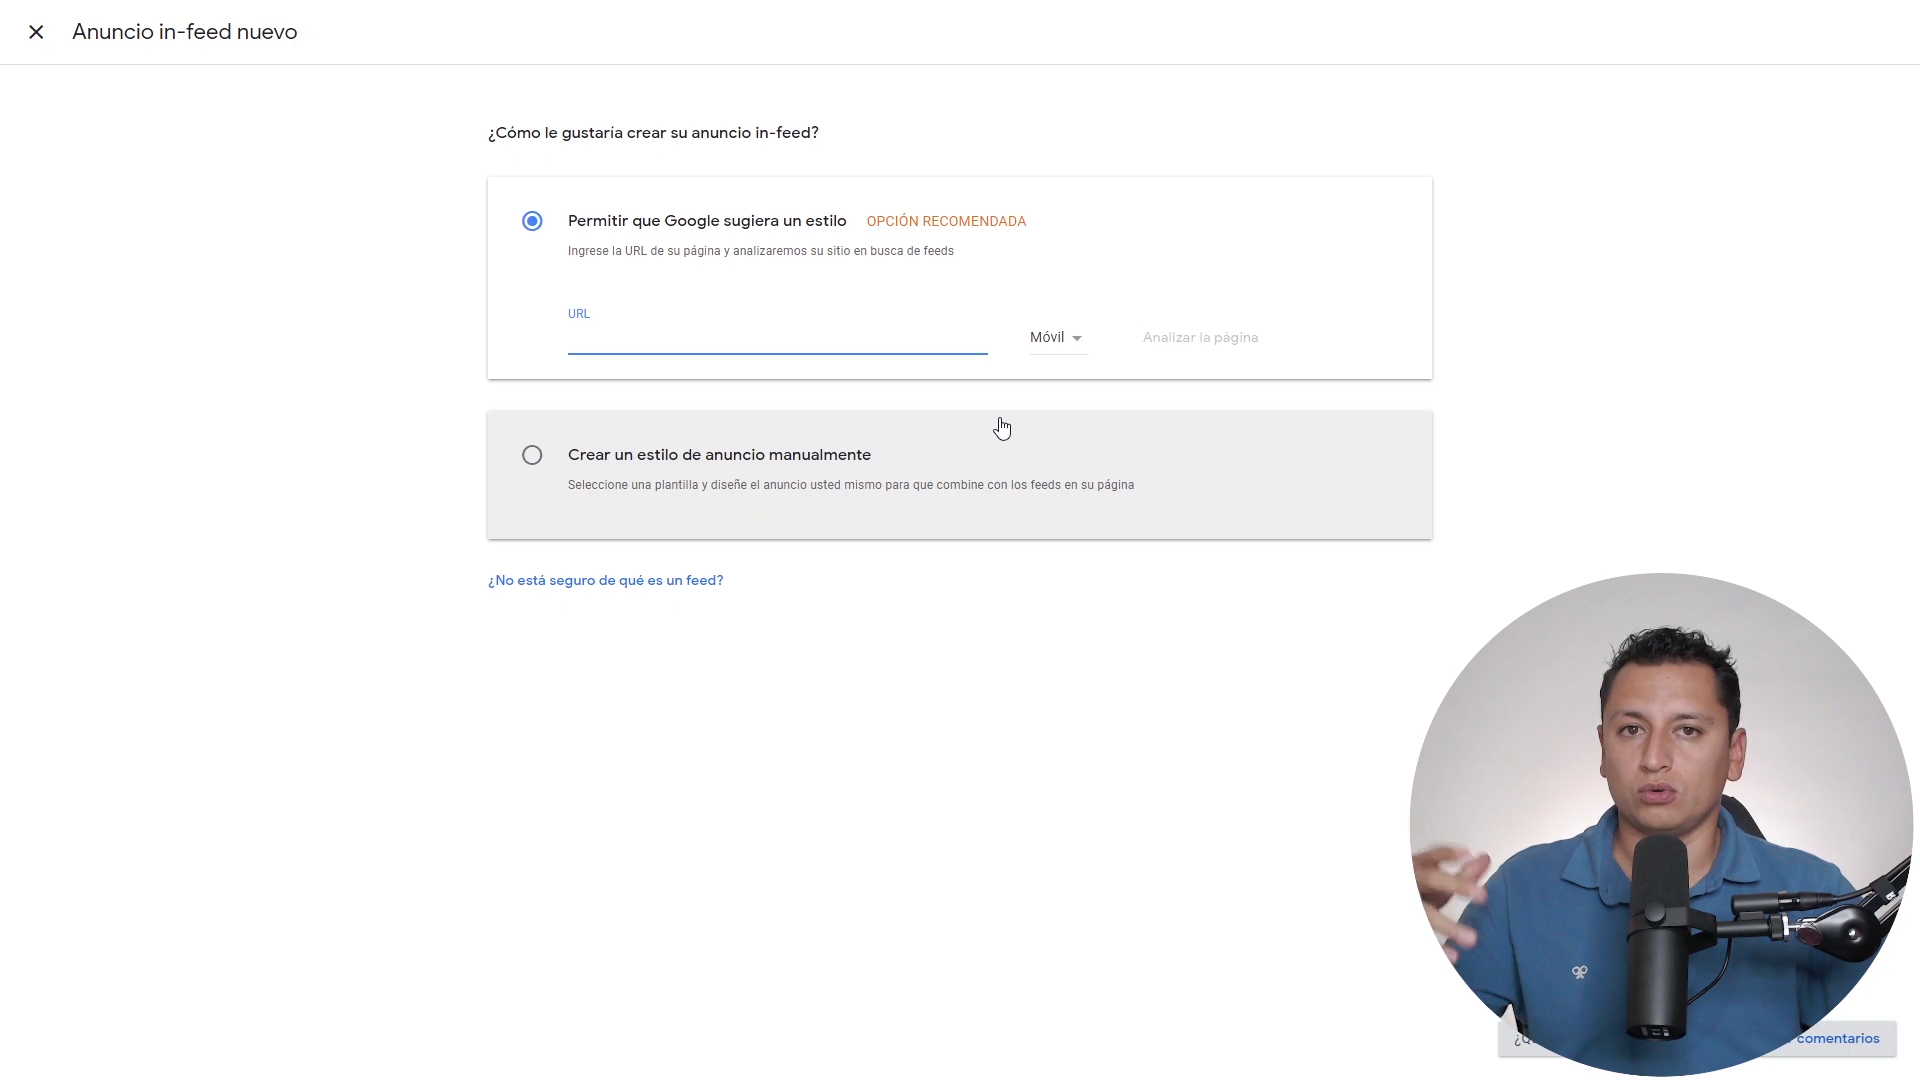 Anuncio in-feed nuevo
¿Cómo le gustaría crear su anuncio in-feed?
Permitir que Google sugiera un estilo OPCIÓN RECOMENDADA
Ingrese la URL de su página y analizaremos su sitio en busca de feeds
URL
Móvil
Analizar la página
Crear un estilo de anuncio manualmente
Seleccione una plantilla y diseñe el anuncio usted mismo para que combine con los feeds en su página
¿No está seguro de qué es un feed?
comentarios